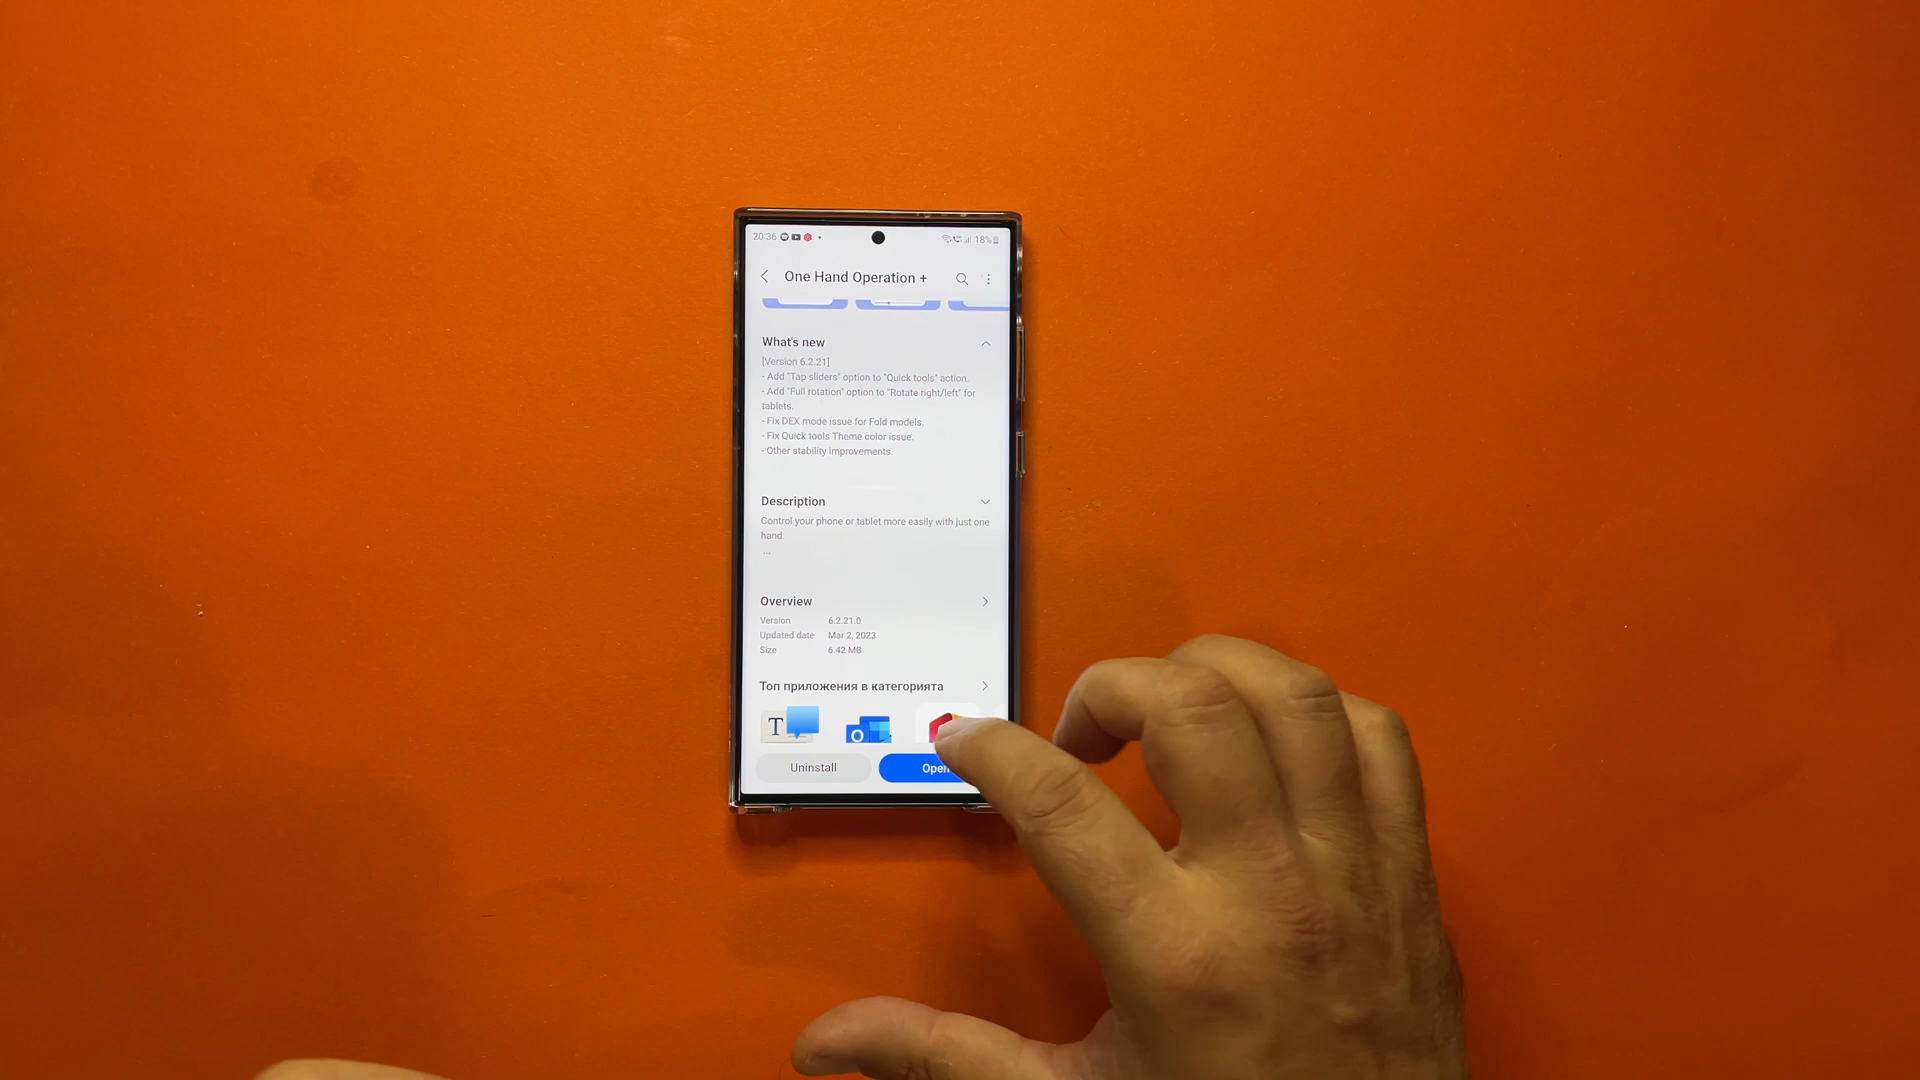 20:36
18%
One Hand Operation +
What's new
[Version 6.2.21]
- Add "Tap sliders" option to "Quick tools" action.
- Add "Full rotation" option to "Rotate right/left" for
tablets.
- Fix DEX mode issue for Fold models.
- Fix Quick tools Theme color issue.
- Other stability improvements.
Description
Control your phone or tablet more easily with just one
hand.
...
Overview
Version 6.2.21.0
Updated date Mar 2, 2023
Size 6.42 MB
Топ приложения в категорията
T
O
Uninstall
Open